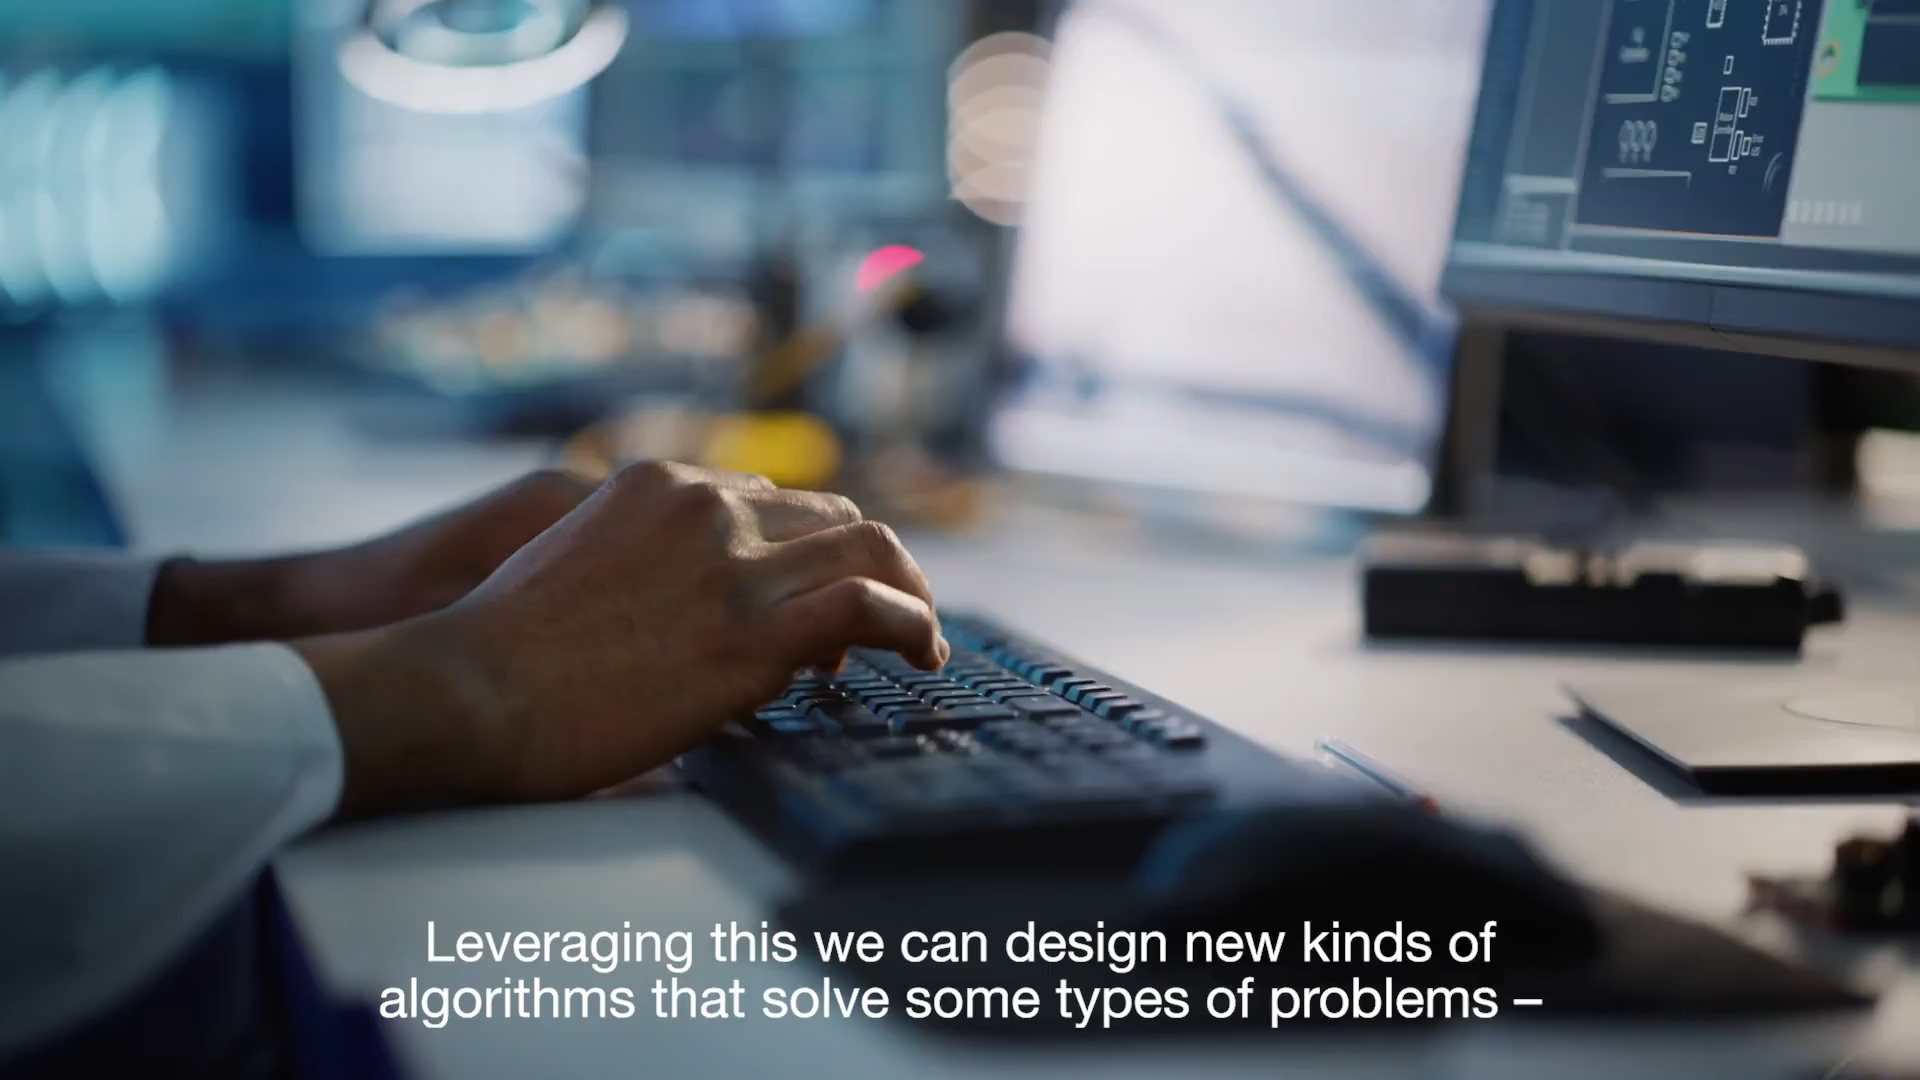 Leveraging this we can design new kinds of
algorithms that solve some types of problems –